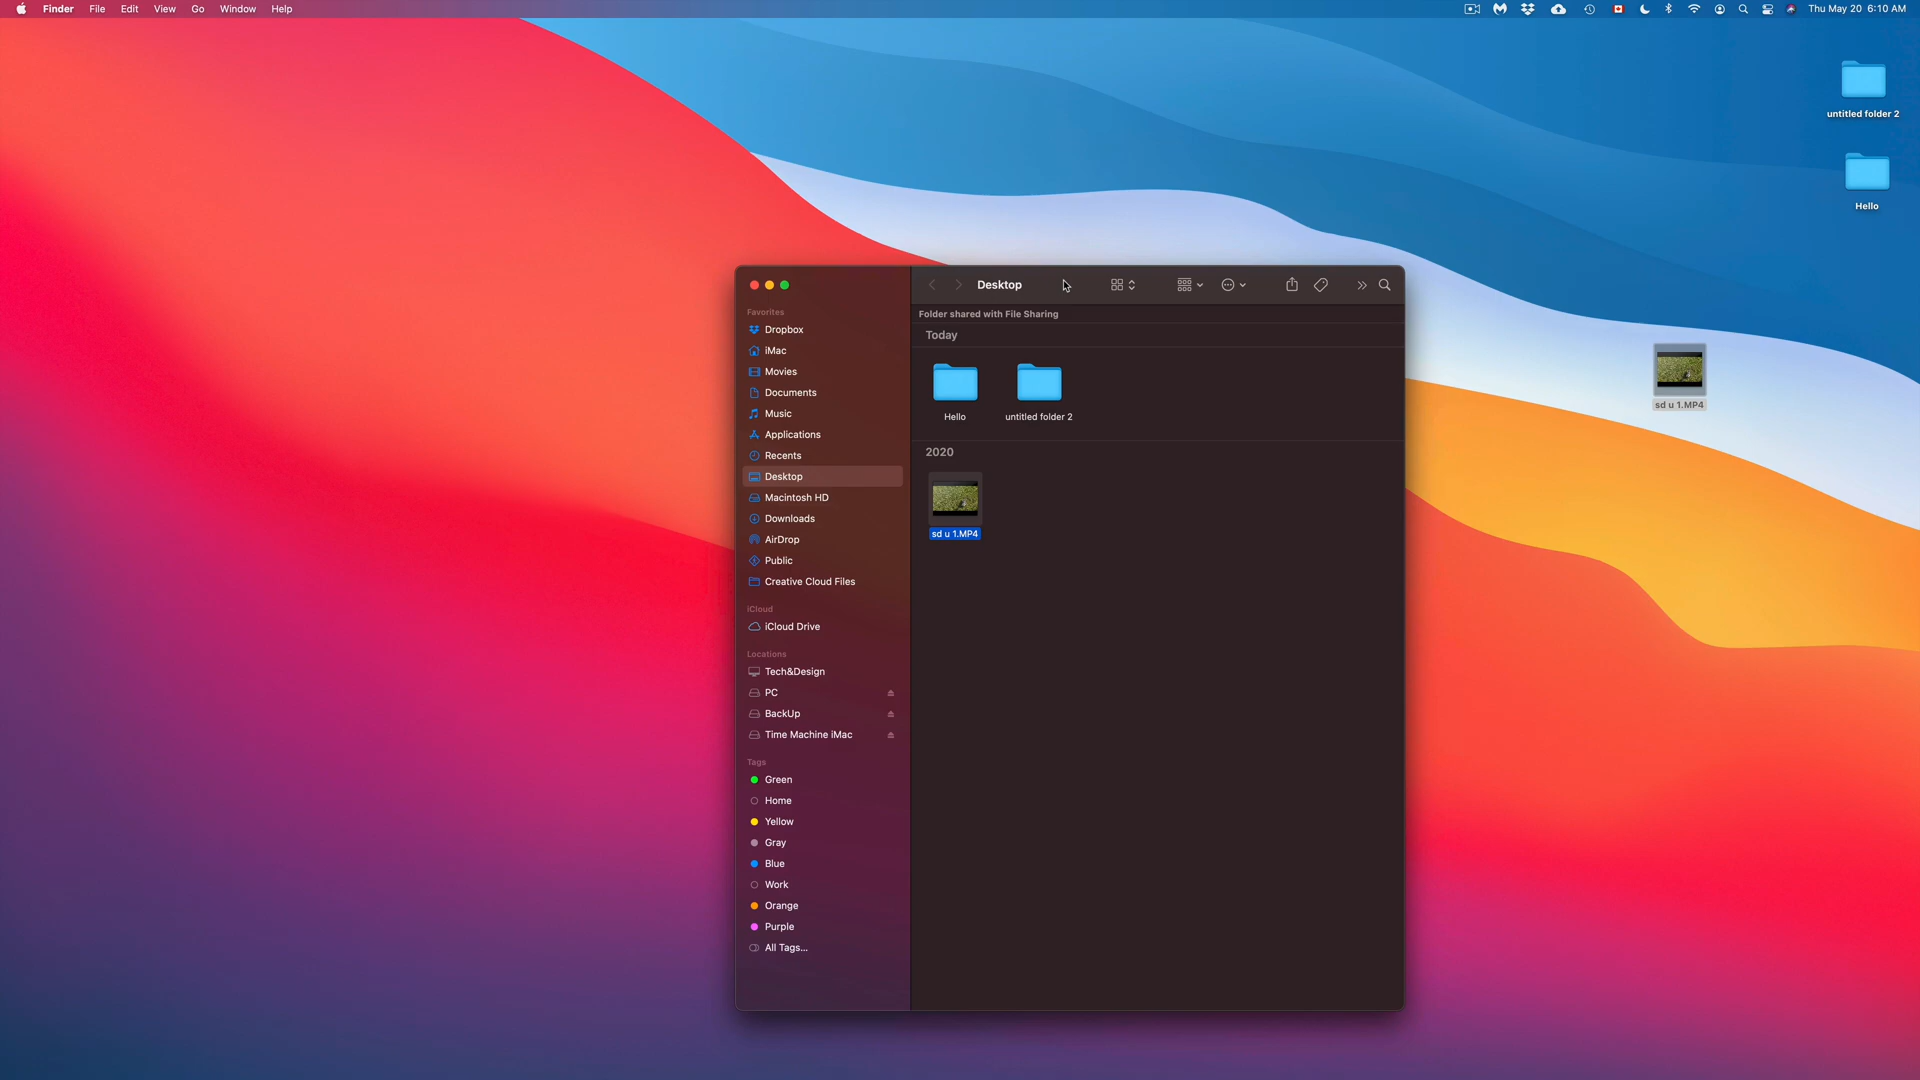 Finder File Edit View Go Window Help
Thu May 20 6:10 AM
untitled folder 2
Hello
sd u 1.MP4
Desktop
Folder shared with File Sharing
Today
Hello
untitled folder 2
2020
sd u 1.MP4
Favorites
Dropbox
iMac
Movies
Documents
Music
Applications
Recents
Desktop
Macintosh HD
Downloads
AirDrop
Public
Creative Cloud Files
iCloud
iCloud Drive
Locations
Tech&Design
PC
BackUp
Time Machine iMac
Tags
Green
Home
Yellow
Gray
Blue
Work
Orange
Purple
All Tags...